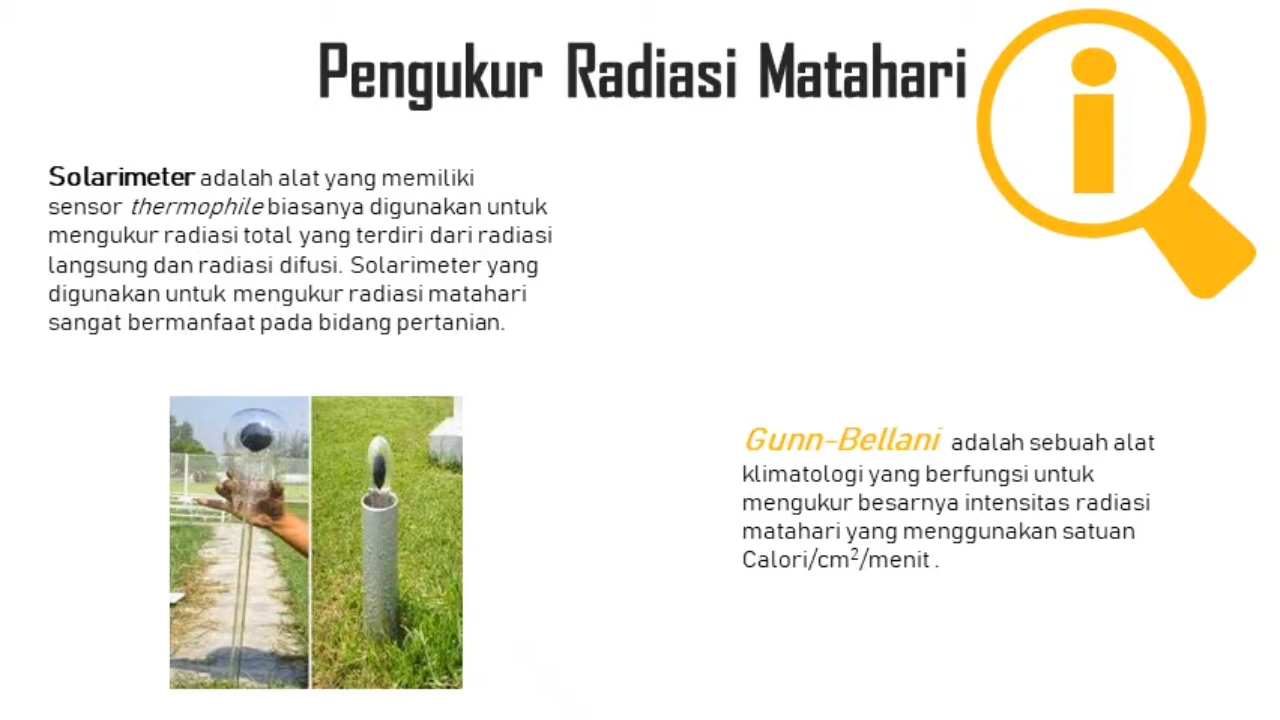 Pengukur Radiasi Matahari
Solarimeter adalah alat yang memiliki
sensor thermophile biasanya digunakan untuk
mengukur radiasi total yang terdiri dari radiasi
langsung dan radiasi difusi. Solarimeter yang
digunakan untuk mengukur radiasi matahari
sangat bermanfaat pada bidang pertanian.
Gunn-Bellani adalah sebuah alat
klimatologi yang berfungsi untuk
mengukur besarnya intensitas radiasi
matahari yang menggunakan satuan
Calori/cm²/menit .